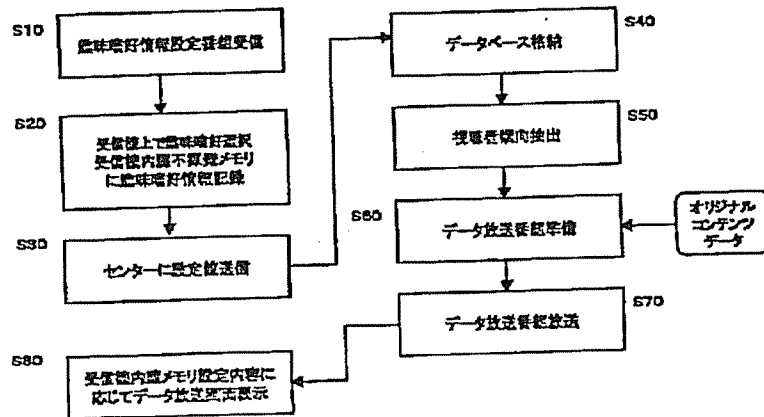 S10
趣味嗜好情報設定番組受信
S20
受信機上で趣味嗜好選択
受信機内蔵不揮発メモリ
に趣味嗜好情報記録
S30
センターに設定値送信
S40
データベース格納
S50
視聴者傾向抽出
S60
データ放送番組準備
オリジナル
コンテンツ
データ
S70
データ放送番組放送
S80
受信機内蔵メモリ設定内容に
応じてデータ放送画面表示